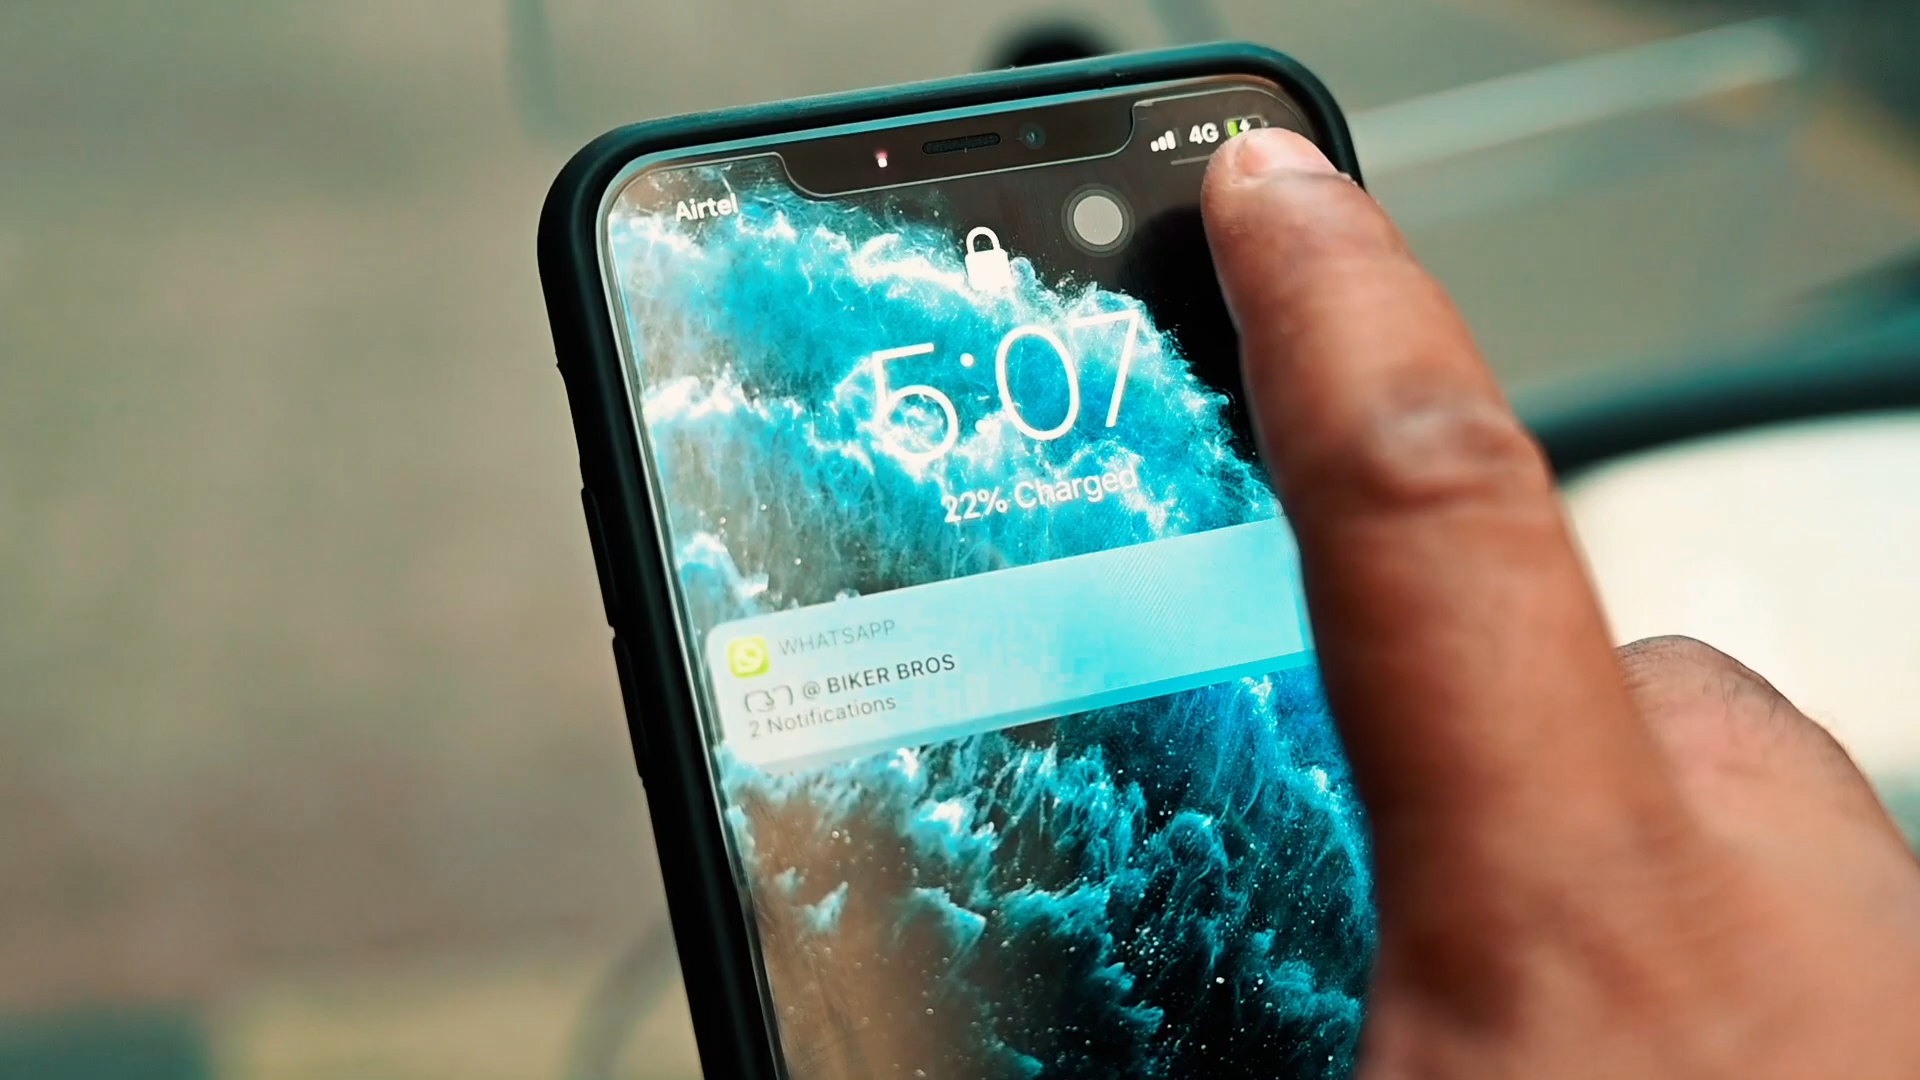 4G
Airtel
5:07
22% Charged
WHATSAPP
@ BIKER BROS
2 Notifications